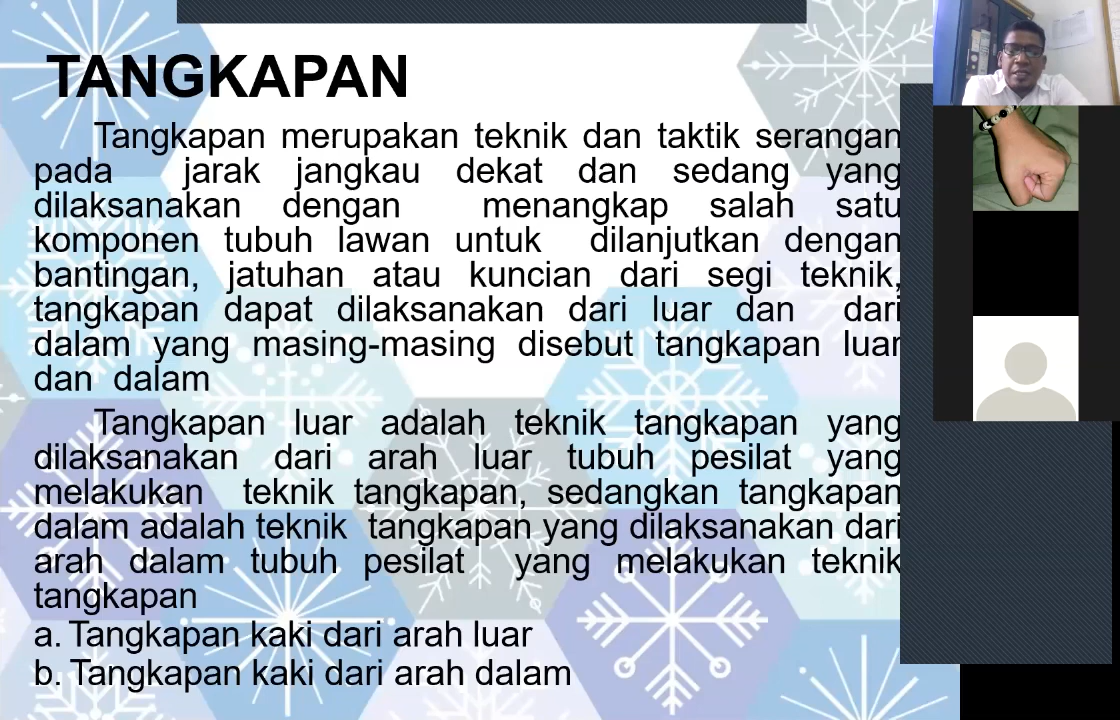 TANGKAPAN
Tangkapan merupakan teknik dan taktik serangan
pada jarak jangkau dekat dan sedang yang
dilaksanakan dengan menangkap salah satu
komponen tubuh lawan untuk dilanjutkan dengan
bantingan, jatuhan atau kuncian dari segi teknik,
tangkapan dapat dilaksanakan dari luar dan dari
dalam yang masing-masing disebut tangkapan luar
dan dalam
Tangkapan luar adalah teknik tangkapan yang
dilaksanakan dari arah luar tubuh pesilat yang
melakukan teknik tangkapan, sedangkan tangkapan
dalam adalah teknik tangkapan yang dilaksanakan dari
arah dalam tubuh pesilat yang melakukan teknik
tangkapan
a. Tangkapan kaki dari arah luar
b. Tangkapan kaki dari arah dalam